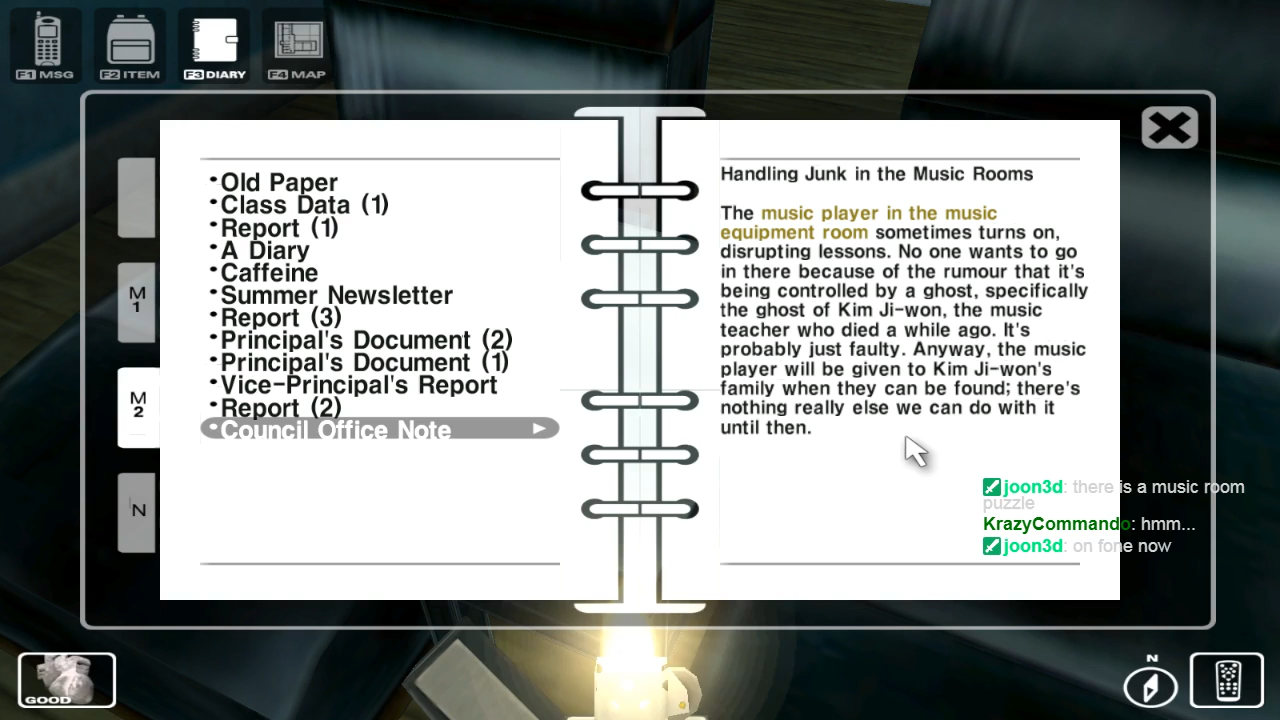 F1 MSG
F2 ITEM
F3 DIARY
F4 MAP
M
1
M
2
N
•Old Paper
•Class Data (1)
•Report (1)
•A Diary
•Caffeine
•Summer Newsletter
•Report (3)
•Principal's Document (2)
•Principal's Document (1)
•Vice-Principal's Report
•Report (2)
•Council Office Note
Handling Junk in the Music Rooms
The music player in the music
equipment room sometimes turns on,
disrupting lessons. No one wants to go
in there because of the rumour that it's
being controlled by a ghost, specifically
the ghost of Kim Ji-won, the music
teacher who died a while ago. It's
probably just faulty. Anyway, the music
player will be given to Kim Ji-won's
family when they can be found; there's
nothing really else we can do with it
until then.
joon3d: there is a music room
puzzle
KrazyCommando: hmm...
joon3d: on fone now
GOOD
N